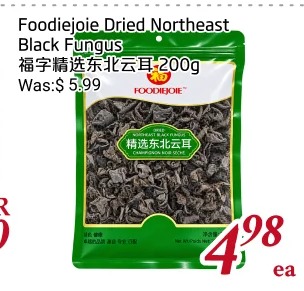 Foodiejoie Dried Northeast
Black Fungus
福字精选东北云耳 200g
Was:$ 5.99
福
FOODIEJOIE
DRIED
NORTHEAST BLACK FUNGUS
精选东北云耳
CHAMPIGNON NOIR SÉCHÉ
4.98
ea